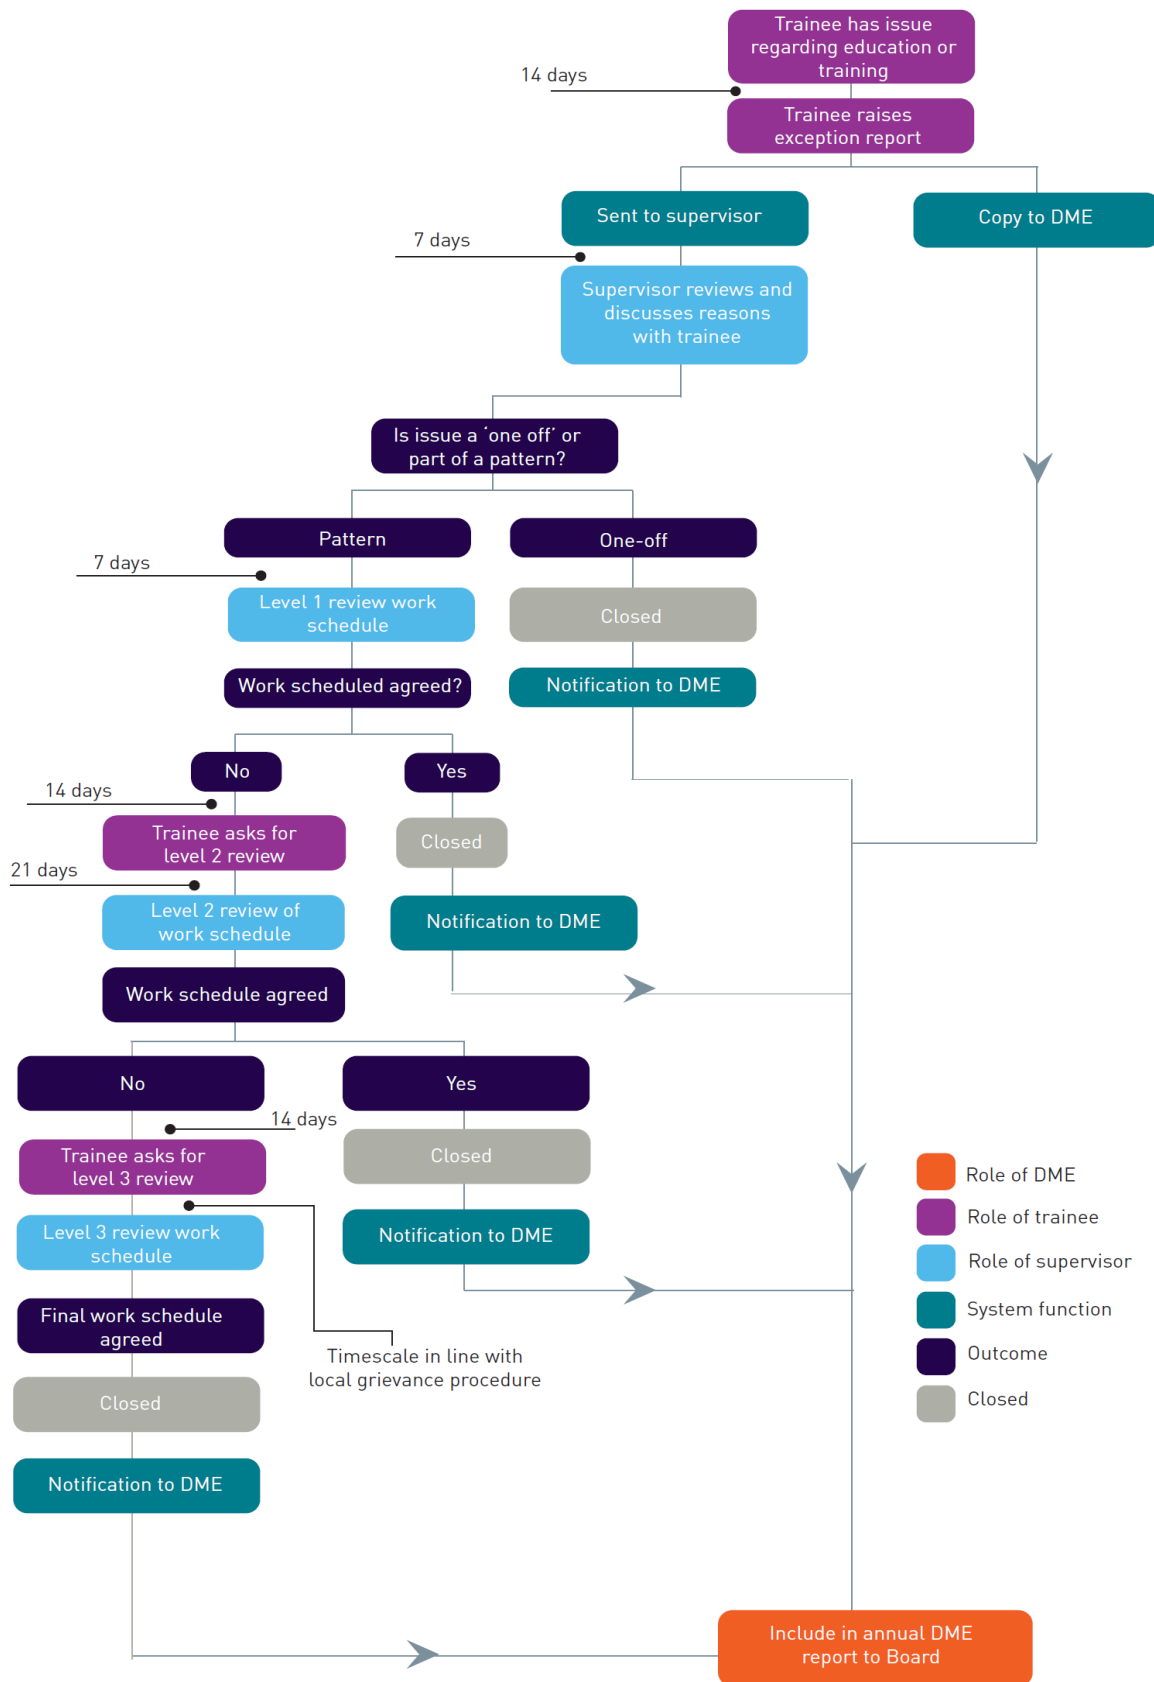 Trainee has issue
regarding education or
training
14 days
Trainee raises
exception report
Sent to supervisor
Copy to DME
7 days
Supervisor reviews and
discusses reasons
with trainee
Is issue a ‘one off’ or
part of a pattern?
Pattern
One-off
7 days
Level 1 review work
schedule
Closed
Work scheduled agreed?
Notification to DME
No
Yes
14 days
Trainee asks for
level 2 review
Closed
21 days
Level 2 review of
work schedule
Notification to DME
Work schedule agreed
No
Yes
14 days
Trainee asks for
level 3 review
Closed
Level 3 review work
schedule
Notification to DME
Final work schedule
agreed
Timescale in line with
local grievance procedure
Closed
Notification to DME
Role of DME
Role of trainee
Role of supervisor
System function
Outcome
Closed
Include in annual DME
report to Board